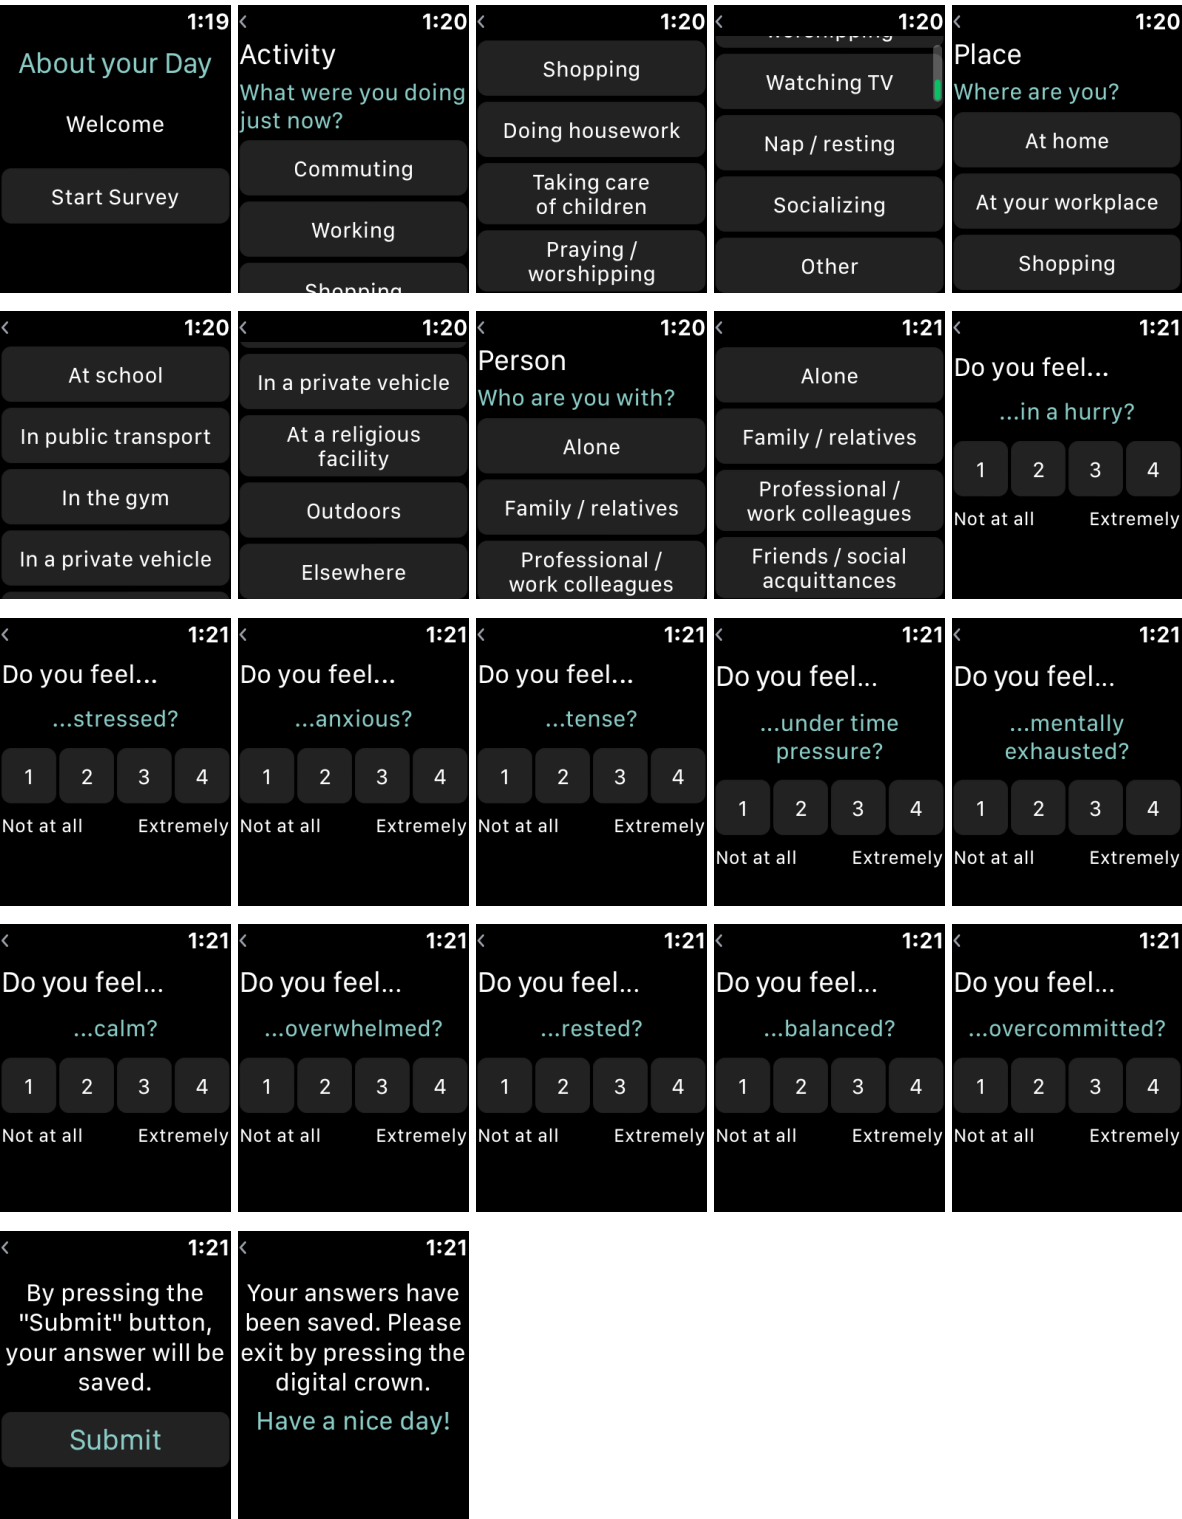 1:19
About your Day
Welcome
Start Survey
1:20
Activity
What were you doing
just now?
Commuting
Working
Shopping
1:20
Shopping
Doing housework
Taking care
of children
Praying /
worshipping
1:20
worshipping
Watching TV
Nap / resting
Socializing
Other
1:20
Place
Where are you?
At home
At your workplace
Shopping
1:20
At school
In public transport
In the gym
In a private vehicle
1:20
In a private vehicle
At a religious
facility
Outdoors
Elsewhere
1:20
Person
Who are you with?
Alone
Family / relatives
Professional /
work colleagues
1:21
Alone
Family / relatives
Professional /
work colleagues
Friends / social
acquittances
1:21
Do you feel...
...in a hurry?
1 2 3 4
Not at all Extremely
1:21
Do you feel...
...stressed?
1 2 3 4
Not at all Extremely
1:21
Do you feel...
...anxious?
1 2 3 4
Not at all Extremely
1:21
Do you feel...
...tense?
1 2 3 4
Not at all Extremely
1:21
Do you feel...
...under time
pressure?
1 2 3 4
Not at all Extremely
1:21
Do you feel...
...mentally
exhausted?
1 2 3 4
Not at all Extremely
1:21
Do you feel...
...calm?
1 2 3 4
Not at all Extremely
1:21
Do you feel...
...overwhelmed?
1 2 3 4
Not at all Extremely
1:21
Do you feel...
...rested?
1 2 3 4
Not at all Extremely
1:21
Do you feel...
...balanced?
1 2 3 4
Not at all Extremely
1:21
Do you feel...
...overcommitted?
1 2 3 4
Not at all Extremely
1:21
By pressing the
"Submit" button,
your answer will be
saved.
Submit
1:21
Your answers have
been saved. Please
exit by pressing the
digital crown.
Have a nice day!